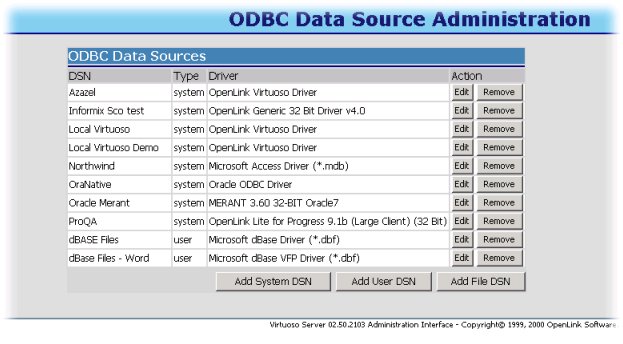 ODBC Data Source Administration
ODBC Data Sources
DSN Type Driver Action
Azazel system OpenLink Virtuoso Driver Edit Remove
Informix Sco test system OpenLink Generic 32 Bit Driver v4.0 Edit Remove
Local Virtuoso system OpenLink Virtuoso Driver Edit Remove
Local Virtuoso Demo system OpenLink Virtuoso Driver Edit Remove
Northwind system Microsoft Access Driver (*.mdb) Edit Remove
OraNative system Oracle ODBC Driver Edit Remove
Oracle Merant system MERANT 3.60 32-BIT Oracle7 Edit Remove
ProQA system OpenLink Lite for Progress 9.1b (Large Client) (32 Bit) Edit Remove
dBASE Files user Microsoft dBase Driver (*.dbf) Edit Remove
dBase Files - Word user Microsoft dBase VFP Driver (*.dbf) Edit Remove
Add System DSN Add User DSN Add File DSN
Virtuoso Server 02.50.2103 Administration Interface - Copyright© 1999, 2000 OpenLink Software